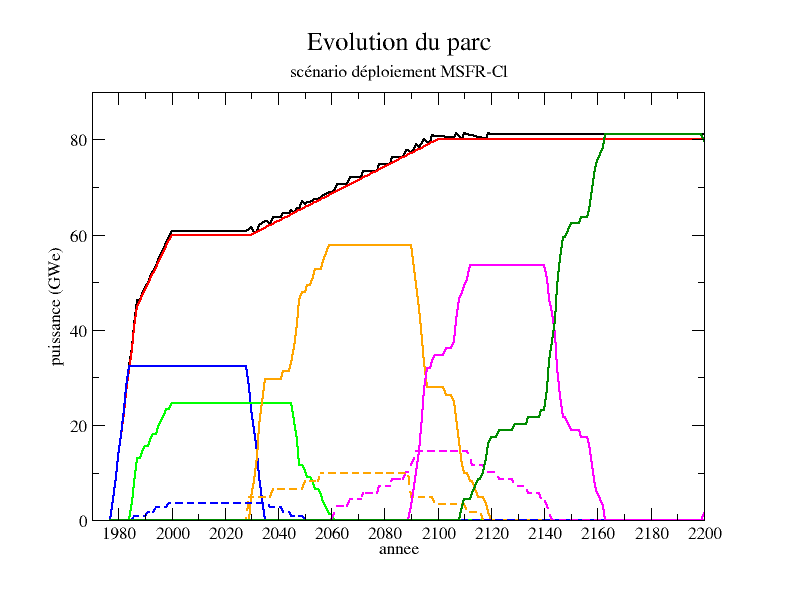 Evolution du parc
scénario déploiement MSFR-Cl
puissance (GWe)
80
60
40
20
0
1980 2000 2020 2040 2060 2080 2100 2120 2140 2160 2180 2200
annee